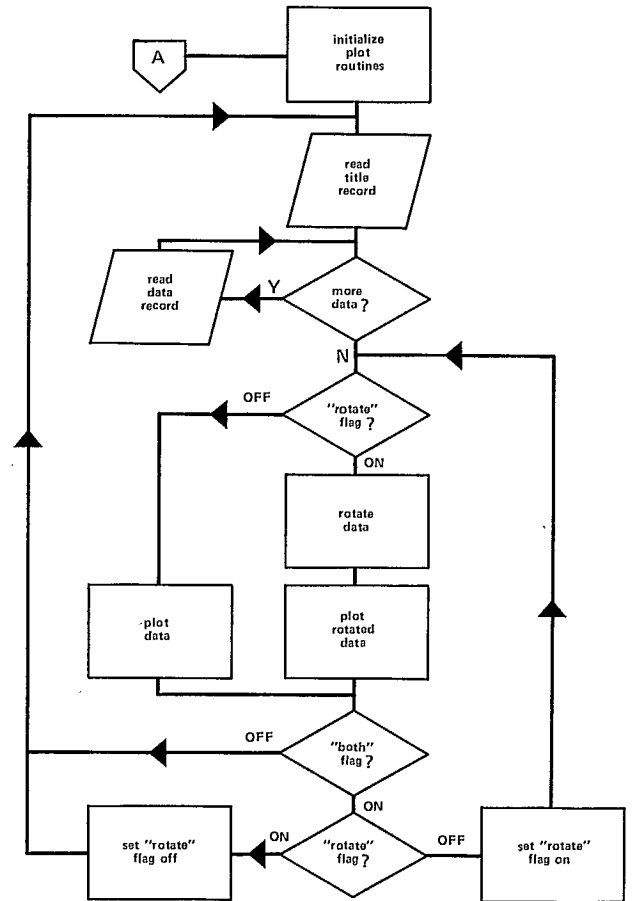 A
initialize
plot
routines
read
title
record
read
data
record
Y
more
data?
N
OFF
"rotate"
flag?
ON
rotate
data
plot
data
plot
rotated
data
OFF
"both"
flag?
ON
set "rotate"
flag off
ON
"rotate"
flag?
OFF
set "rotate"
flag on